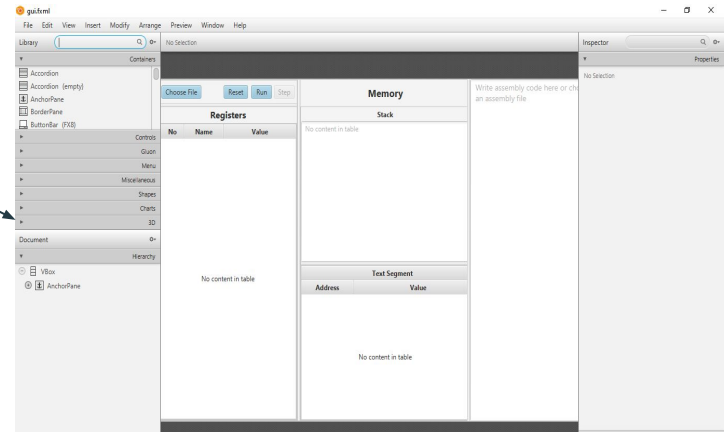 gui.fxml
File Edit View Insert Modify Arrange Preview Window Help
Library
No Selection
Inspector
Containers
Properties
Accordion
Accordion (empty)
AnchorPane
BorderPane
ButtonBar (FX8)
No Selection
Controls
Gluon
Menu
Miscellaneous
Shapes
Charts
3D
Document
Hierarchy
VBox
AnchorPane
Choose File Reset Run Step
Registers
No Name Value
No content in table
Memory
Stack
No content in table
Text Segment
Address Value
No content in table
Write assembly code here or ch
an assembly file